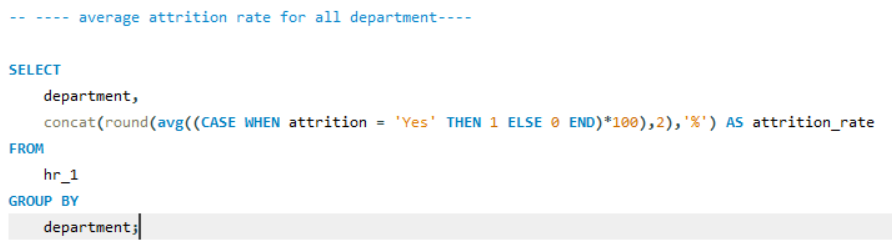 -- ---- average attrition rate for all department----
SELECT
department,
concat(round(avg((CASE WHEN attrition = 'Yes' THEN 1 ELSE 0 END)*100),2),'%') AS attrition_rate
FROM
hr_1
GROUP BY
department;